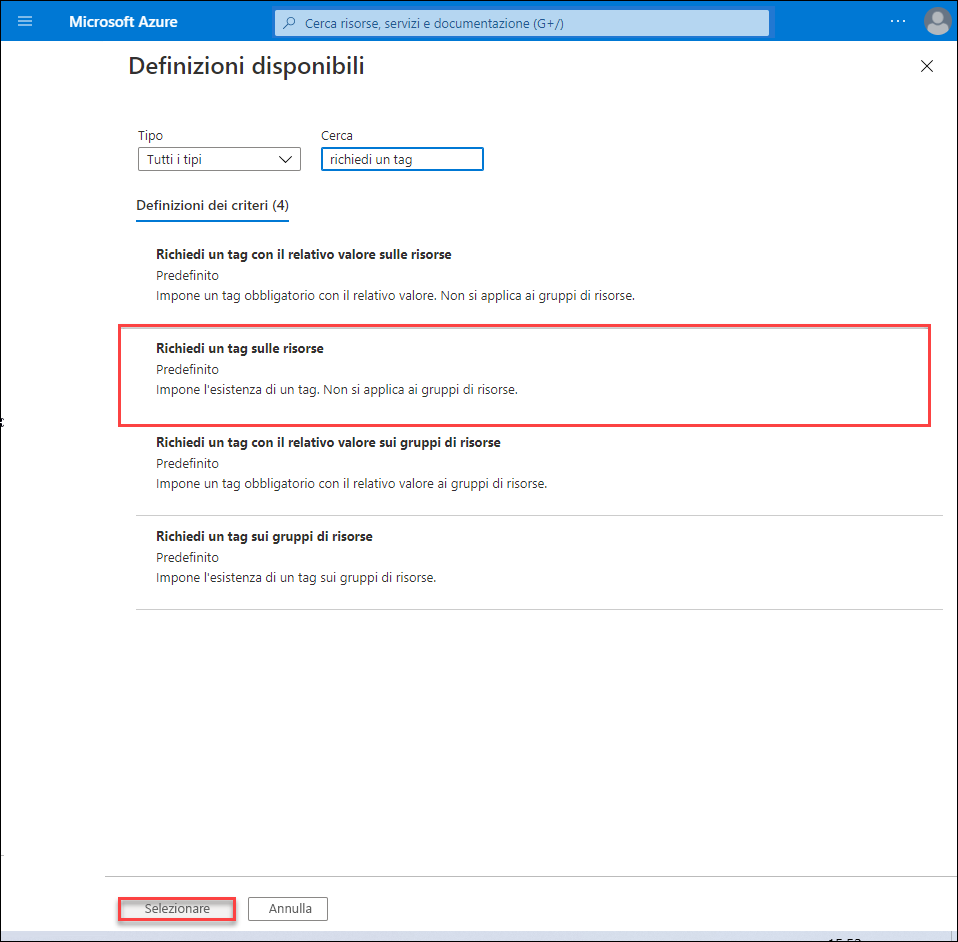 Microsoft Azure
Cerca risorse, servizi e documentazione (G+/)
Definizioni disponibili
Tipo
Cerca
Tutti i tipi
richiedi un tag
Definizioni dei criteri (4)
Richiedi un tag con il relativo valore sulle risorse
Predefinito
Impone un tag obbligatorio con il relativo valore. Non si applica ai gruppi di risorse.
Richiedi un tag sulle risorse
Predefinito
Impone l'esistenza di un tag. Non si applica ai gruppi di risorse.
Richiedi un tag con il relativo valore sui gruppi di risorse
Predefinito
Impone un tag obbligatorio con il relativo valore ai gruppi di risorse.
Richiedi un tag sui gruppi di risorse
Predefinito
Impone l'esistenza di un tag sui gruppi di risorse.
Selezionare
Annulla